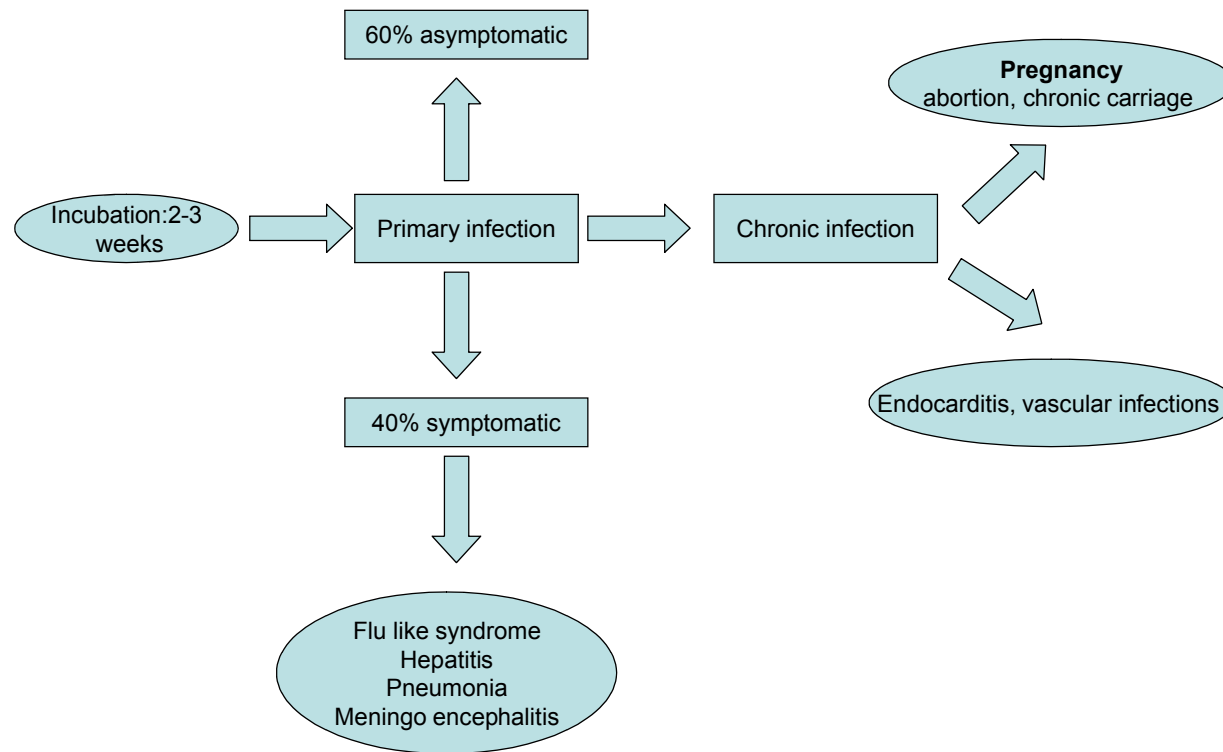 60% asymptomatic
Pregnancy
abortion, chronic carriage
Incubation:2-3
weeks
Primary infection
Chronic infection
40% symptomatic
Endocarditis, vascular infections
Flu like syndrome
Hepatitis
Pneumonia
Meningo encephalitis